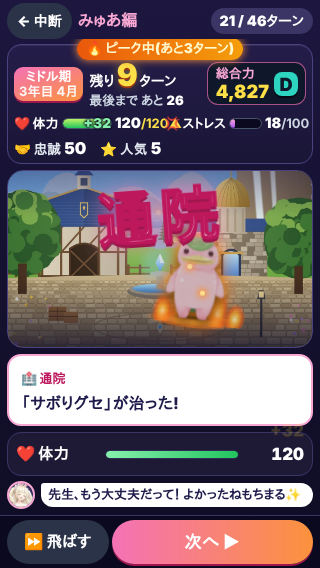 ← 中断
みゅあ編
21 / 46ターン
🔥 ピーク中(あと3ターン)
ミドル期
3年目 4月
残り9ターン
最後まで あと 26
総合力
4,827 D
❤️ 体力 +32 120/120 ストレス 18/100
🤝 忠誠 50 ⭐ 人気 5
通院
🏥 通院
「サボりグセ」が治った!
+32
❤️ 体力 120
先生、もう大丈夫だって! よかったねもちまる✨
⏩ 飛ばす
次へ ▶